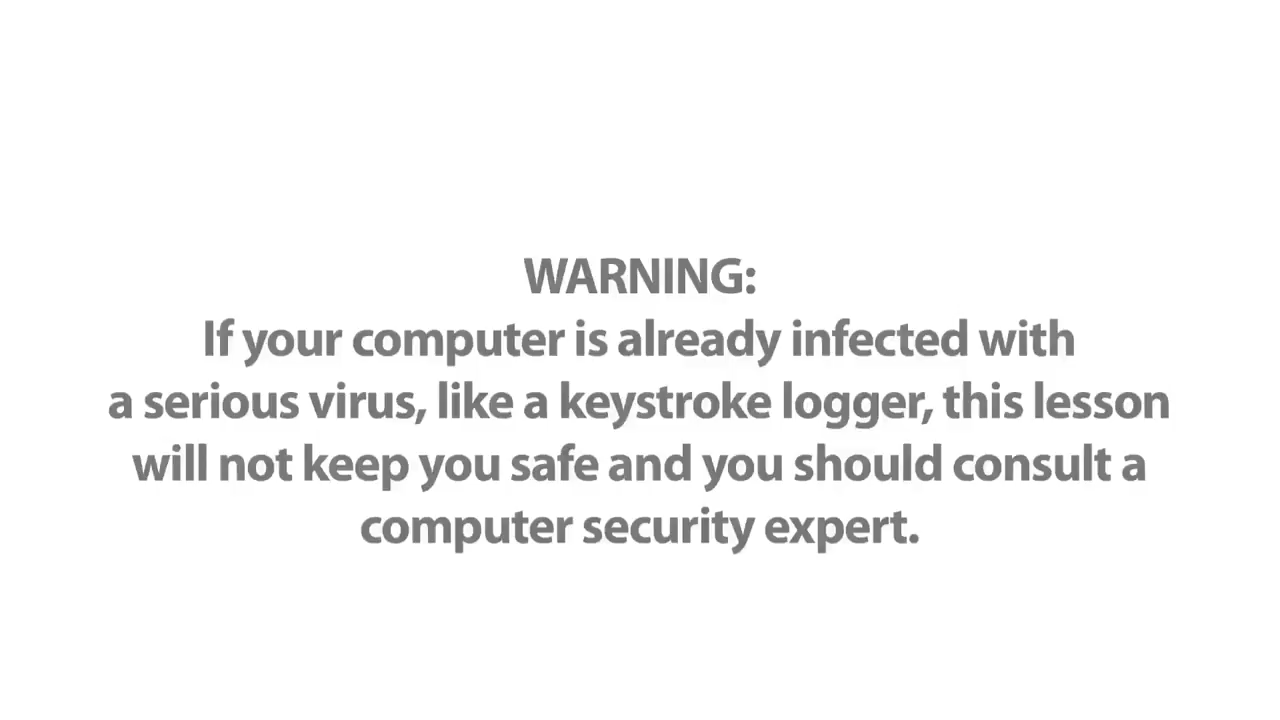 WARNING:
If your computer is already infected with
a serious virus, like a keystroke logger, this lesson
will not keep you safe and you should consult a
computer security expert.